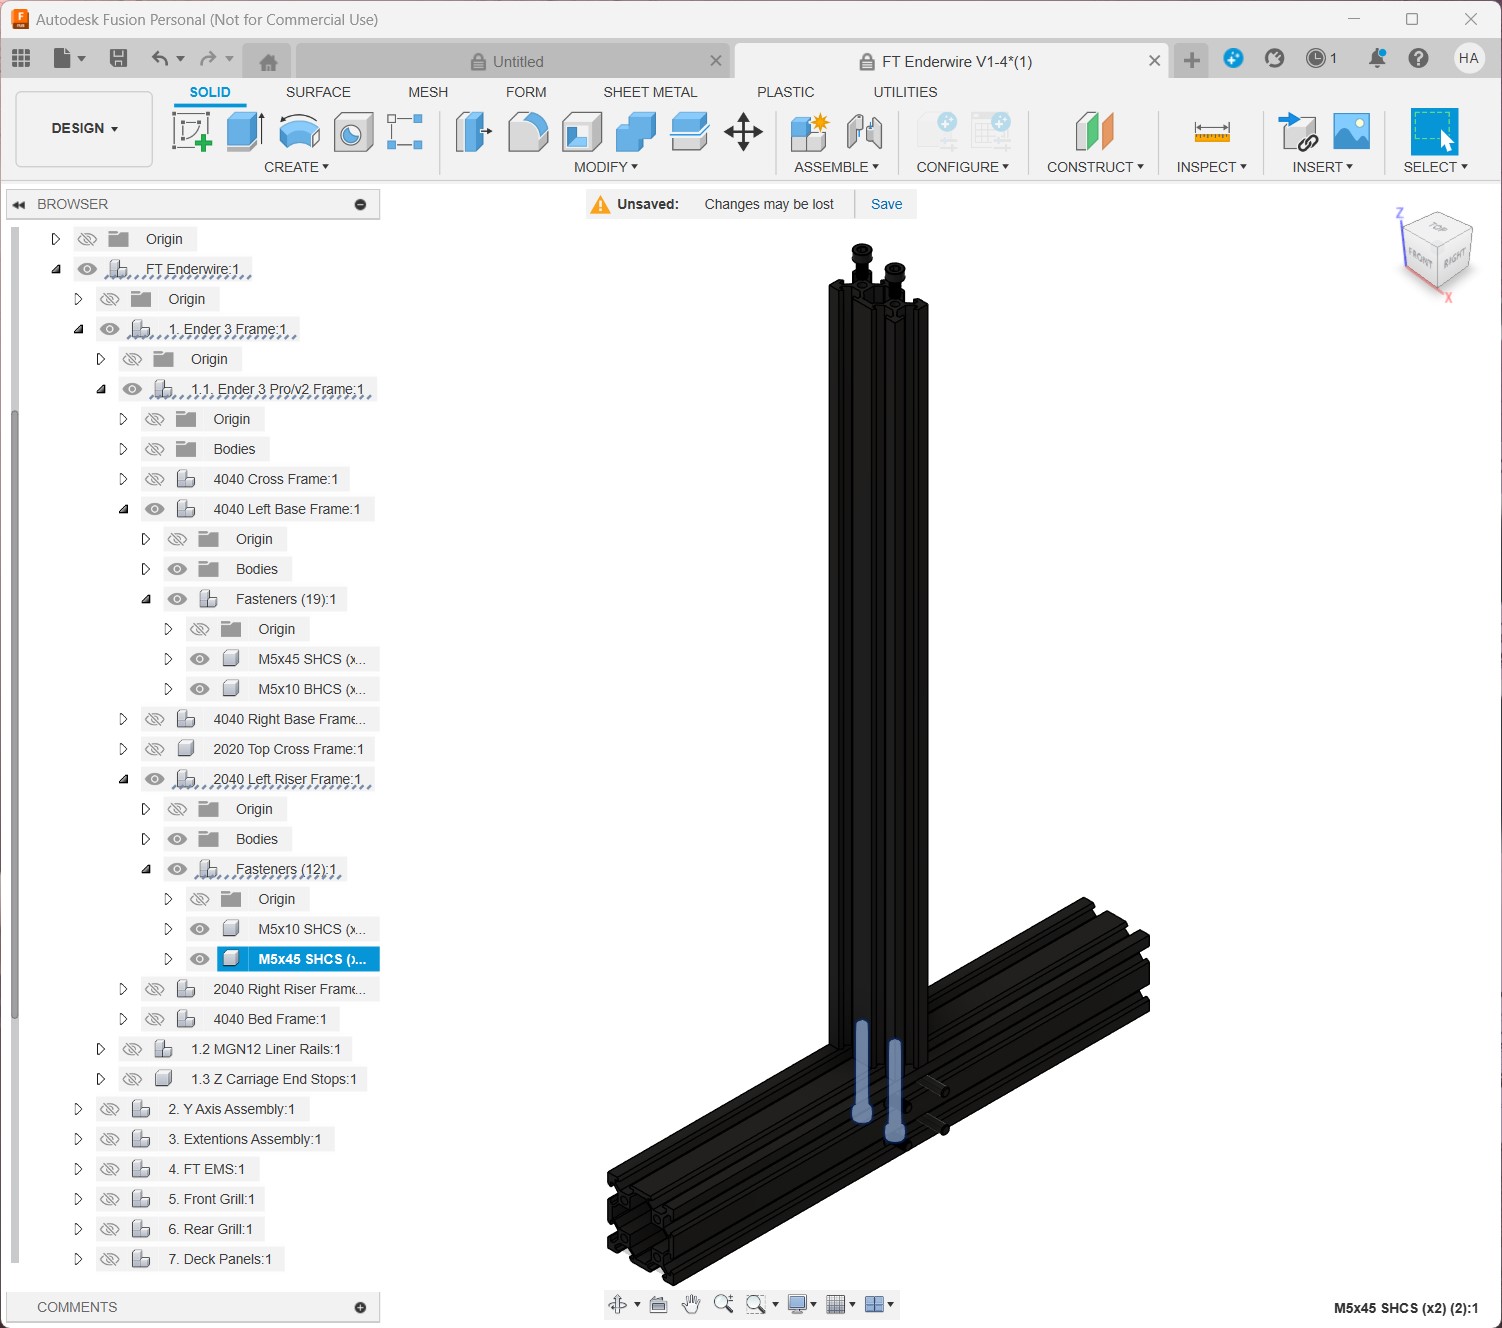 Autodesk Fusion Personal (Not for Commercial Use)
Untitled
FT Enderwire V1-4*(1)
1
HA
DESIGN
SOLID
SURFACE
MESH
FORM
SHEET METAL
PLASTIC
UTILITIES
CREATE
MODIFY
ASSEMBLE
CONFIGURE
CONSTRUCT
INSPECT
INSERT
SELECT
BROWSER
Unsaved: Changes may be lost Save
Z
TOP
FRONT
RIGHT
X
Origin
FT Enderwire:1
Origin
1. Ender 3 Frame:1
Origin
1.1. Ender 3 Pro/v2 Frame:1
Origin
Bodies
4040 Cross Frame:1
4040 Left Base Frame:1
Origin
Bodies
Fasteners (19):1
Origin
M5x45 SHCS (x...
M5x10 BHCS (x...
4040 Right Base Frame...
2020 Top Cross Frame:1
2040 Left Riser Frame:1
Origin
Bodies
Fasteners (12):1
Origin
M5x10 SHCS (x...
M5x45 SHCS (x...
2040 Right Riser Frame...
4040 Bed Frame:1
1.2 MGN12 Liner Rails:1
1.3 Z Carriage End Stops:1
2. Y Axis Assembly:1
3. Extentions Assembly:1
4. FT EMS:1
5. Front Grill:1
6. Rear Grill:1
7. Deck Panels:1
COMMENTS
M5x45 SHCS (x2) (2):1